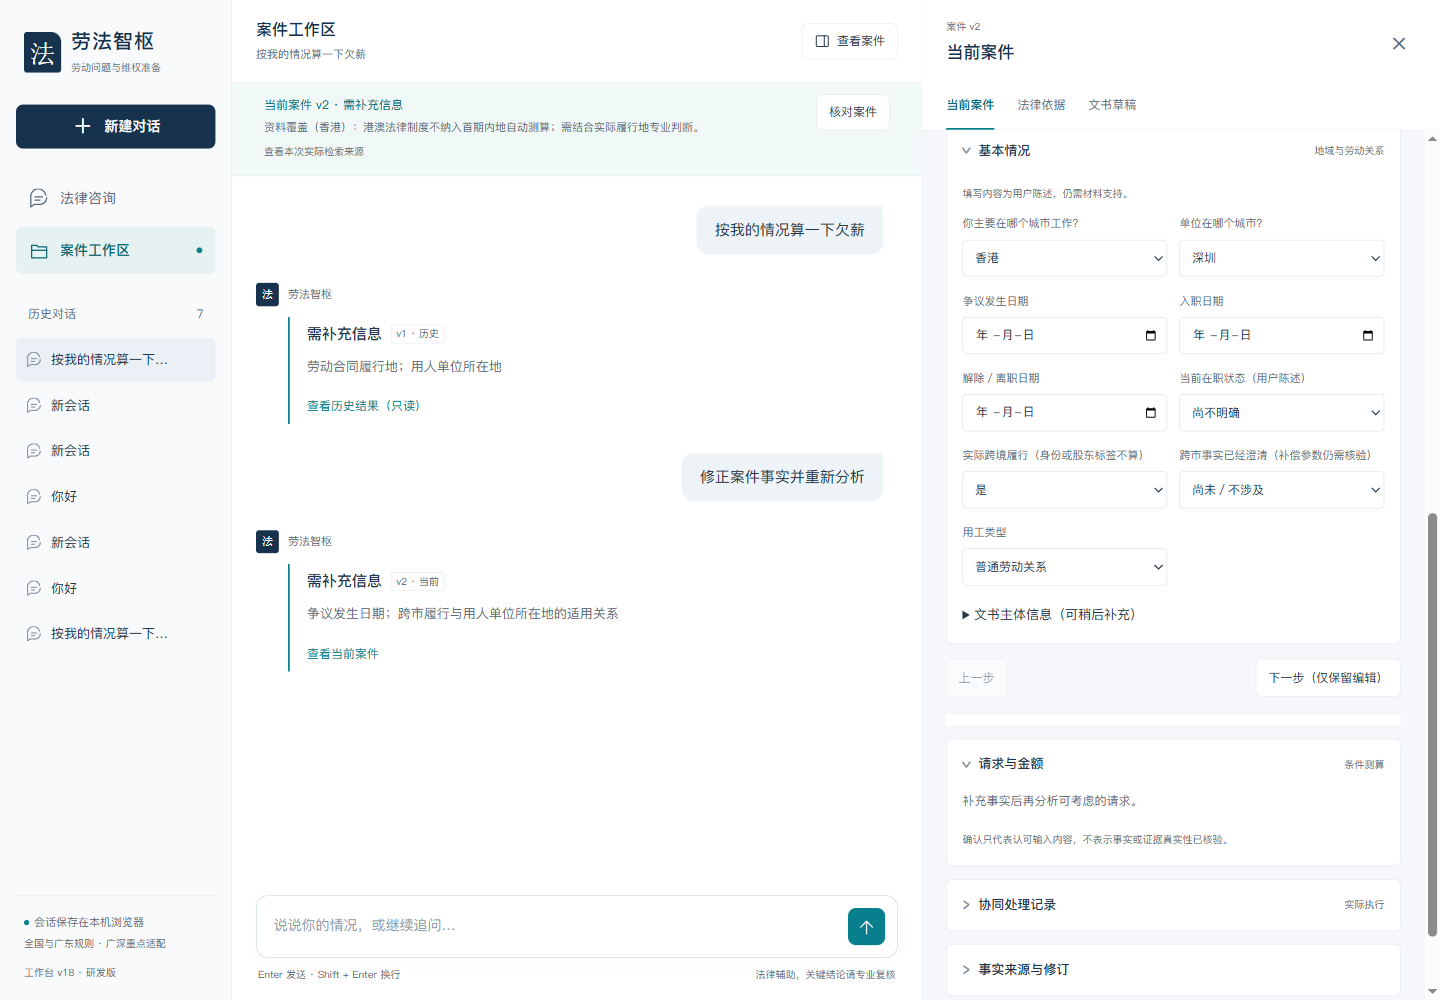 法
劳法智枢
劳动问题与维权准备
新建对话
法律咨询
案件工作区
历史对话
7
按我的情况算一下...
新会话
新会话
你好
新会话
你好
按我的情况算一下...
会话保存在本机浏览器
全国与广东规则 · 广深重点适配
工作台 v18 · 研发版
案件工作区
按我的情况算一下欠薪
查看案件
当前案件 v2 · 需补充信息
资料覆盖（香港）：港澳法律制度不纳入首期内地自动测算；需结合实际履行地专业判断。
查看本次实际检索来源
核对案件
按我的情况算一下欠薪
法 劳法智枢
需补充信息 v1 · 历史
劳动合同履行地；用人单位所在地
查看历史结果（只读）
修正案件事实并重新分析
法 劳法智枢
需补充信息 v2 · 当前
争议发生日期；跨市履行与用人单位所在地的适用关系
查看当前案件
说说你的情况，或继续追问...
Enter 发送 · Shift + Enter 换行
法律辅助，关键结论请专业复核
案件 v2
当前案件
当前案件 法律依据 文书草稿
基本情况 地域与劳动关系
填写内容为用户陈述，仍需材料支持。
你主要在哪个城市工作? 单位在哪个城市?
香港 深圳
争议发生日期 入职日期
年 -月-日 年 -月-日
解除 / 离职日期 当前在职状态（用户陈述）
年 -月-日 尚不明确
实际跨境履行（身份或股东标签不算） 跨市事实已经澄清（补偿参数仍需核验）
是 尚未 / 不涉及
用工类型
普通劳动关系
文书主体信息（可稍后补充）
上一步 下一步（仅保留编辑）
请求与金额 条件测算
补充事实后再分析可考虑的请求。
确认只代表认可输入内容，不表示事实或证据真实性已核验。
协同处理记录 实际执行
事实来源与修订